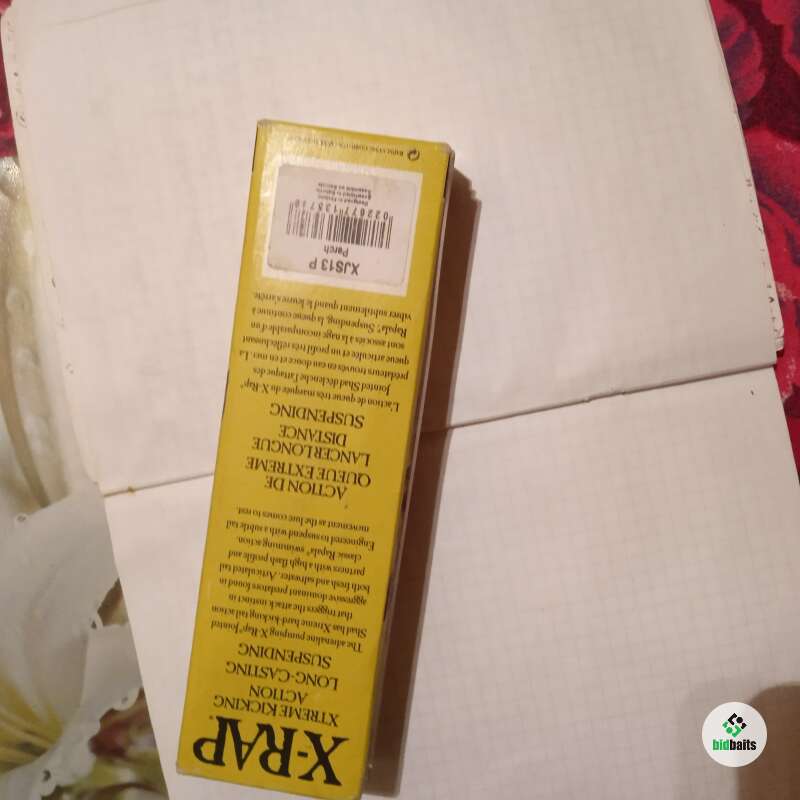 X-RAP®
XTREME KICKING
ACTION
LONG-CASTING
SUSPENDING
The adrenaline pumping X-Rap® Jointed
Shad has Xtreme hard-kicking tail action
that triggers the attack instinct in
aggressive dominant predators found in
both fresh and saltwater. Articulated tail
partners with a high flash profile and
classic Rapala® swimming action.
Engineered to suspend with a subtle tail
movement as the lure comes to rest.
ACTION DE
QUEUE EXTREME
LANCER LONGUE
DISTANCE
SUSPENDING
L'action de queue très marquée du X-Rap®
Jointed Shad déclenche l'attaque des
prédateurs trouvés en eau douce et en mer. La
queue articulée et un profil très réfléchissant
sont associés à la nage incomparable d'un
Rapala®. Suspending, la queue continue à
vibrer subtilement quand le leurre s'arrête.
XJS13 P
Perch
bidbaits